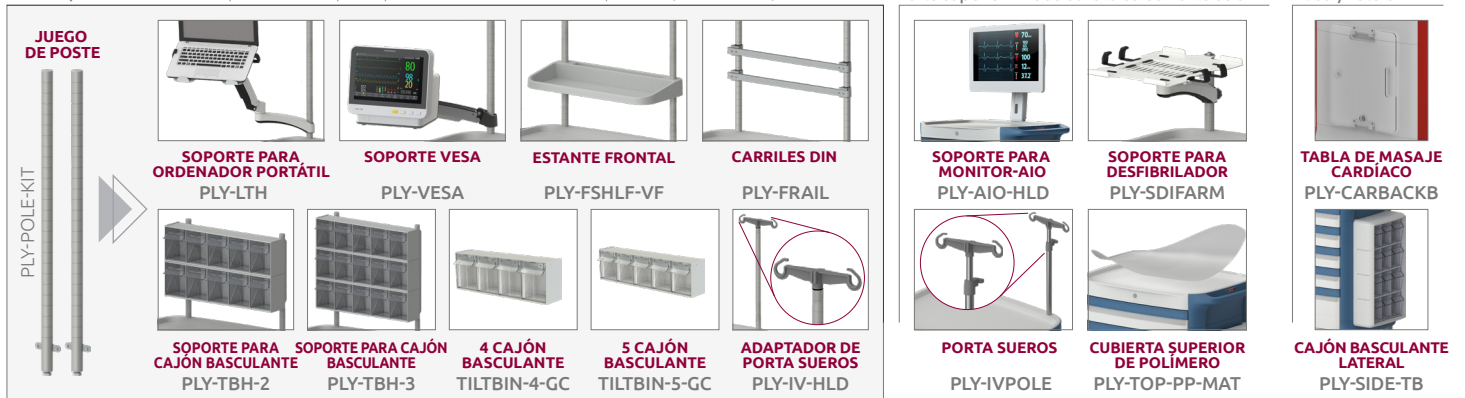 JUEGO
DE POSTE
PLY-POLE-KIT
SOPORTE PARA
ORDENADOR PORTÁTIL
PLY-LTH
SOPORTE VESA
PLY-VESA
ESTANTE FRONTAL
PLY-FSHLF-VF
CARRILES DIN
PLY-FRAIL
SOPORTE PARA
CAJÓN BASCULANTE
PLY-TBH-2
SOPORTE PARA CAJÓN
BASCULANTE
PLY-TBH-3
4 CAJÓN
BASCULANTE
TILTBIN-4-GC
5 CAJÓN
BASCULANTE
TILTBIN-5-GC
ADAPTADOR DE
PORTA SUEROS
PLY-IV-HLD
SOPORTE PARA
MONITOR-AIO
PLY-AIO-HLD
SOPORTE PARA
DESFIBRILADOR
PLY-SDIFARM
PORTA SUEROS
PLY-IVPOLE
CUBIERTA SUPERIOR
DE POLÍMERO
PLY-TOP-PP-MAT
TABLA DE MASAJE
CARDÍACO
PLY-CARBACKB
CAJÓN BASCULANTE
LATERAL
PLY-SIDE-TB